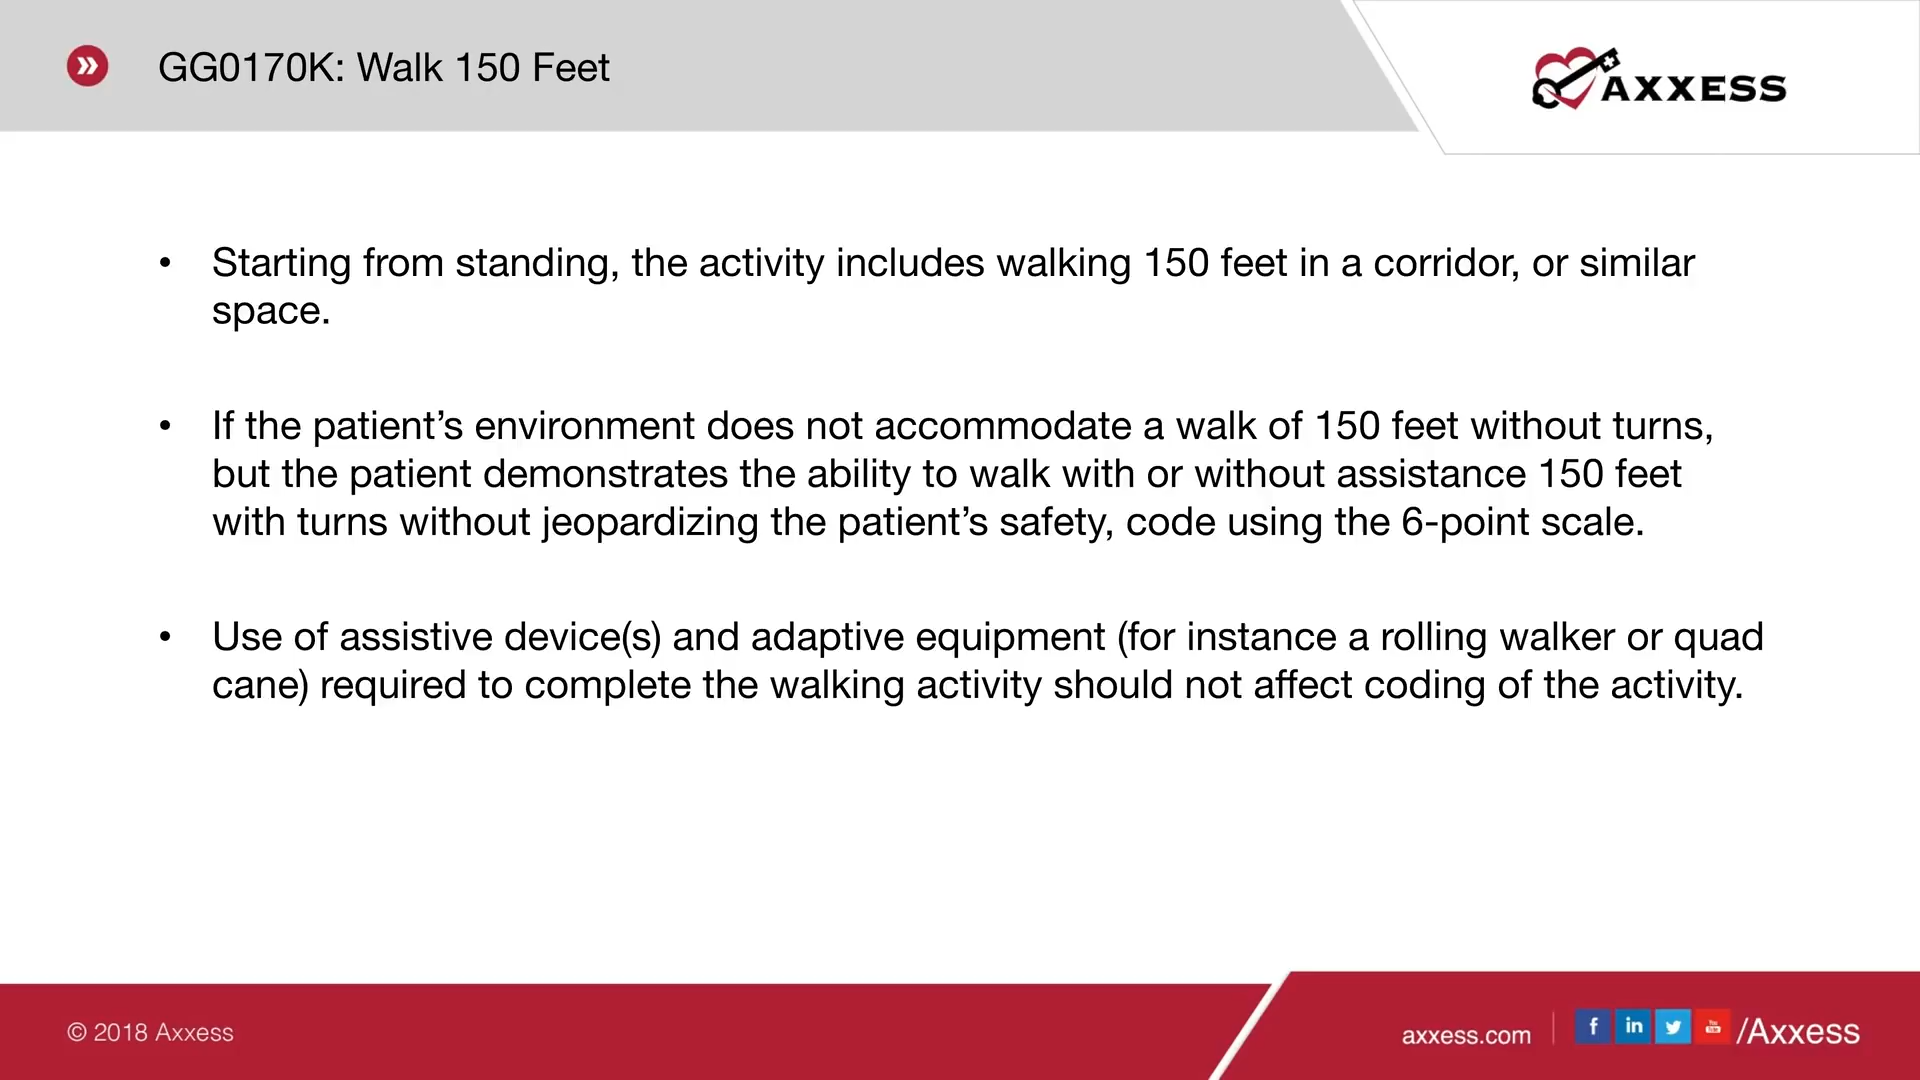 GG0170K: Walk 150 Feet
AXXESS
• Starting from standing, the activity includes walking 150 feet in a corridor, or similar
space.
• If the patient’s environment does not accommodate a walk of 150 feet without turns,
but the patient demonstrates the ability to walk with or without assistance 150 feet
with turns without jeopardizing the patient’s safety, code using the 6-point scale.
• Use of assistive device(s) and adaptive equipment (for instance a rolling walker or quad
cane) required to complete the walking activity should not affect coding of the activity.
© 2018 Axxess
axxess.com
/Axxess